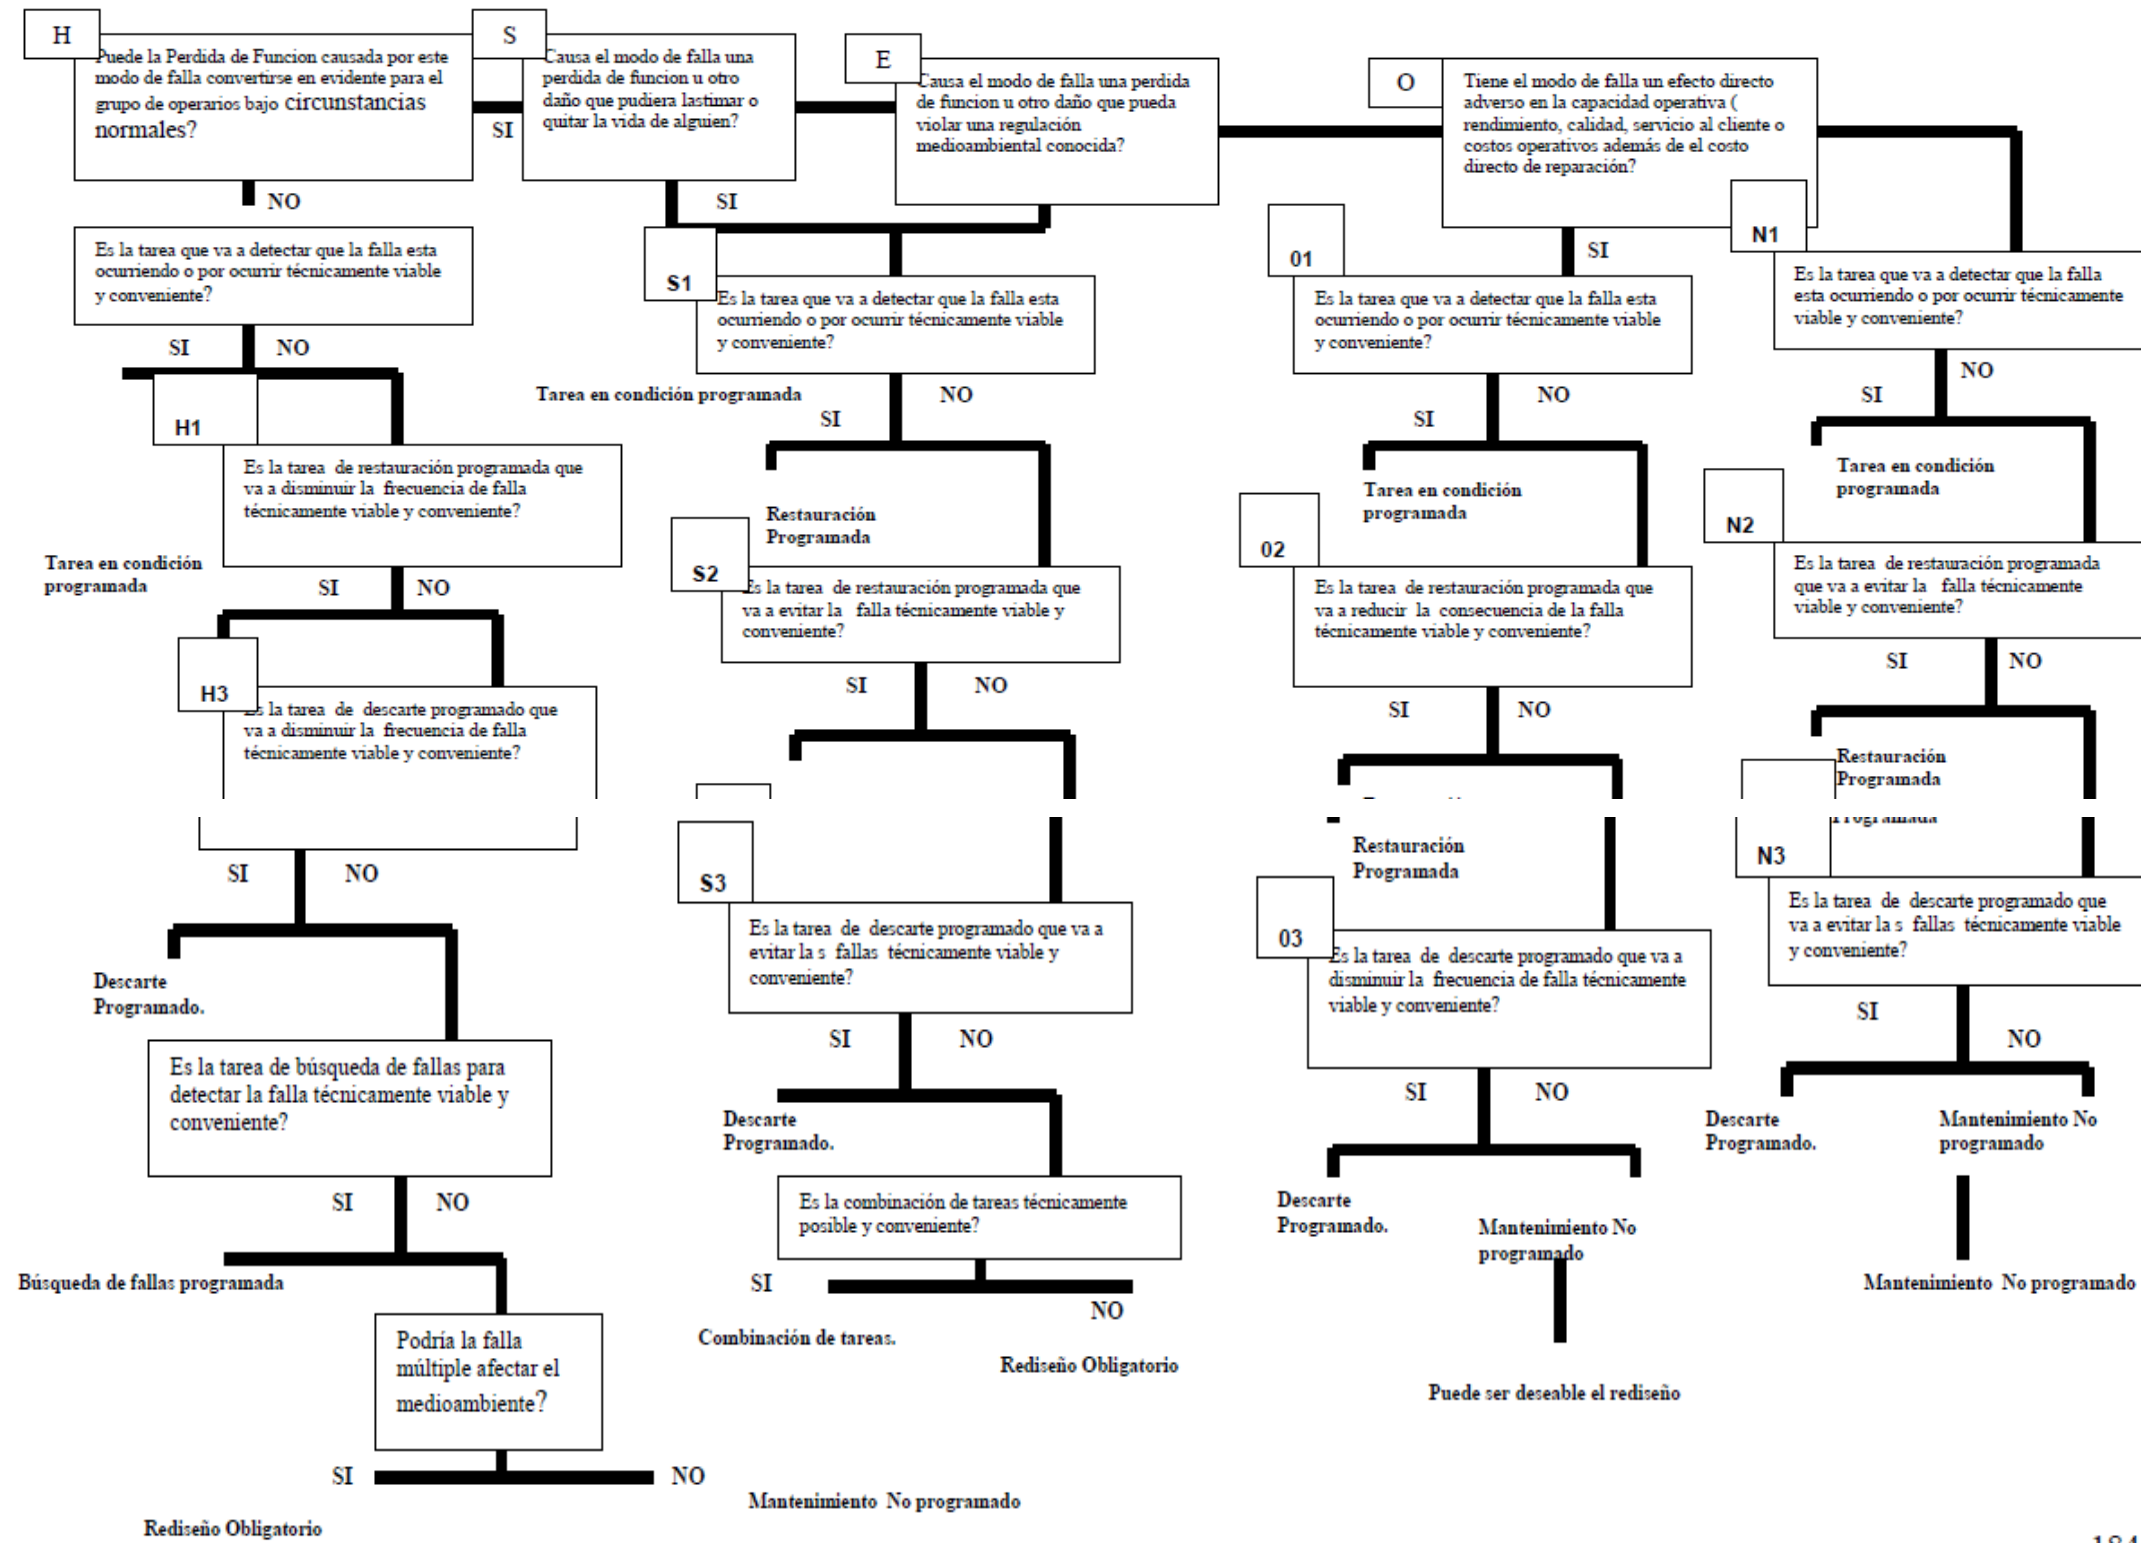 H
Puede la Perdida de Funcion causada por este
modo de falla convertirse en evidente para el
grupo de operarios bajo circunstancias
normales?
SI
NO
S
Causa el modo de falla una
perdida de funcion u otro
daño que pudiera lastimar o
quitar la vida de alguien?
SI
E
Causa el modo de falla una perdida
de funcion u otro daño que pueda
violar una regulación
medioambiental conocida?
O
Tiene el modo de falla un efecto directo
adverso en la capacidad operativa (
rendimiento, calidad, servicio al cliente o
costos operativos además de el costo
directo de reparación?
SI
Es la tarea que va a detectar que la falla esta
ocurriendo o por ocurrir técnicamente viable
y conveniente?
SI
NO
H1
Es la tarea de restauración programada que
va a disminuir la frecuencia de falla
técnicamente viable y conveniente?
Tarea en condición
programada
SI
NO
H3
Es la tarea de descarte programado que
va a disminuir la frecuencia de falla
técnicamente viable y conveniente?
SI
NO
Descarte
Programado.
Es la tarea de búsqueda de fallas para
detectar la falla técnicamente viable y
conveniente?
SI
NO
Búsqueda de fallas programada
Podría la falla
múltiple afectar el
medioambiente?
SI
NO
Rediseño Obligatorio
Mantenimiento No programado
S1
Es la tarea que va a detectar que la falla esta
ocurriendo o por ocurrir técnicamente viable
y conveniente?
Tarea en condición programada
SI
NO
Restauración
Programada
S2
Es la tarea de restauración programada que
va a evitar la falla técnicamente viable y
conveniente?
SI
NO
S3
Es la tarea de descarte programado que va a
evitar la s fallas técnicamente viable y
conveniente?
SI
NO
Descarte
Programado.
Es la combinación de tareas técnicamente
posible y conveniente?
SI
NO
Combinación de tareas.
Rediseño Obligatorio
01
Es la tarea que va a detectar que la falla esta
ocurriendo o por ocurrir técnicamente viable
y conveniente?
SI
NO
Tarea en condición
programada
02
Es la tarea de restauración programada que
va a reducir la consecuencia de la falla
técnicamente viable y conveniente?
SI
NO
Restauración
Programada
03
Es la tarea de descarte programado que va a
disminuir la frecuencia de falla técnicamente
viable y conveniente?
SI
NO
Descarte
Programado.
Mantenimiento No
programado
Puede ser deseable el rediseño
N1
Es la tarea que va a detectar que la falla
esta ocurriendo o por ocurrir técnicamente
viable y conveniente?
SI
NO
Tarea en condición
programada
N2
Es la tarea de restauración programada
que va a evitar la falla técnicamente
viable y conveniente?
SI
NO
Restauración
Programada
N3
Es la tarea de descarte programado que
va a evitar la s fallas técnicamente viable
y conveniente?
SI
NO
Descarte
Programado.
Mantenimiento No
programado
Mantenimiento No programado